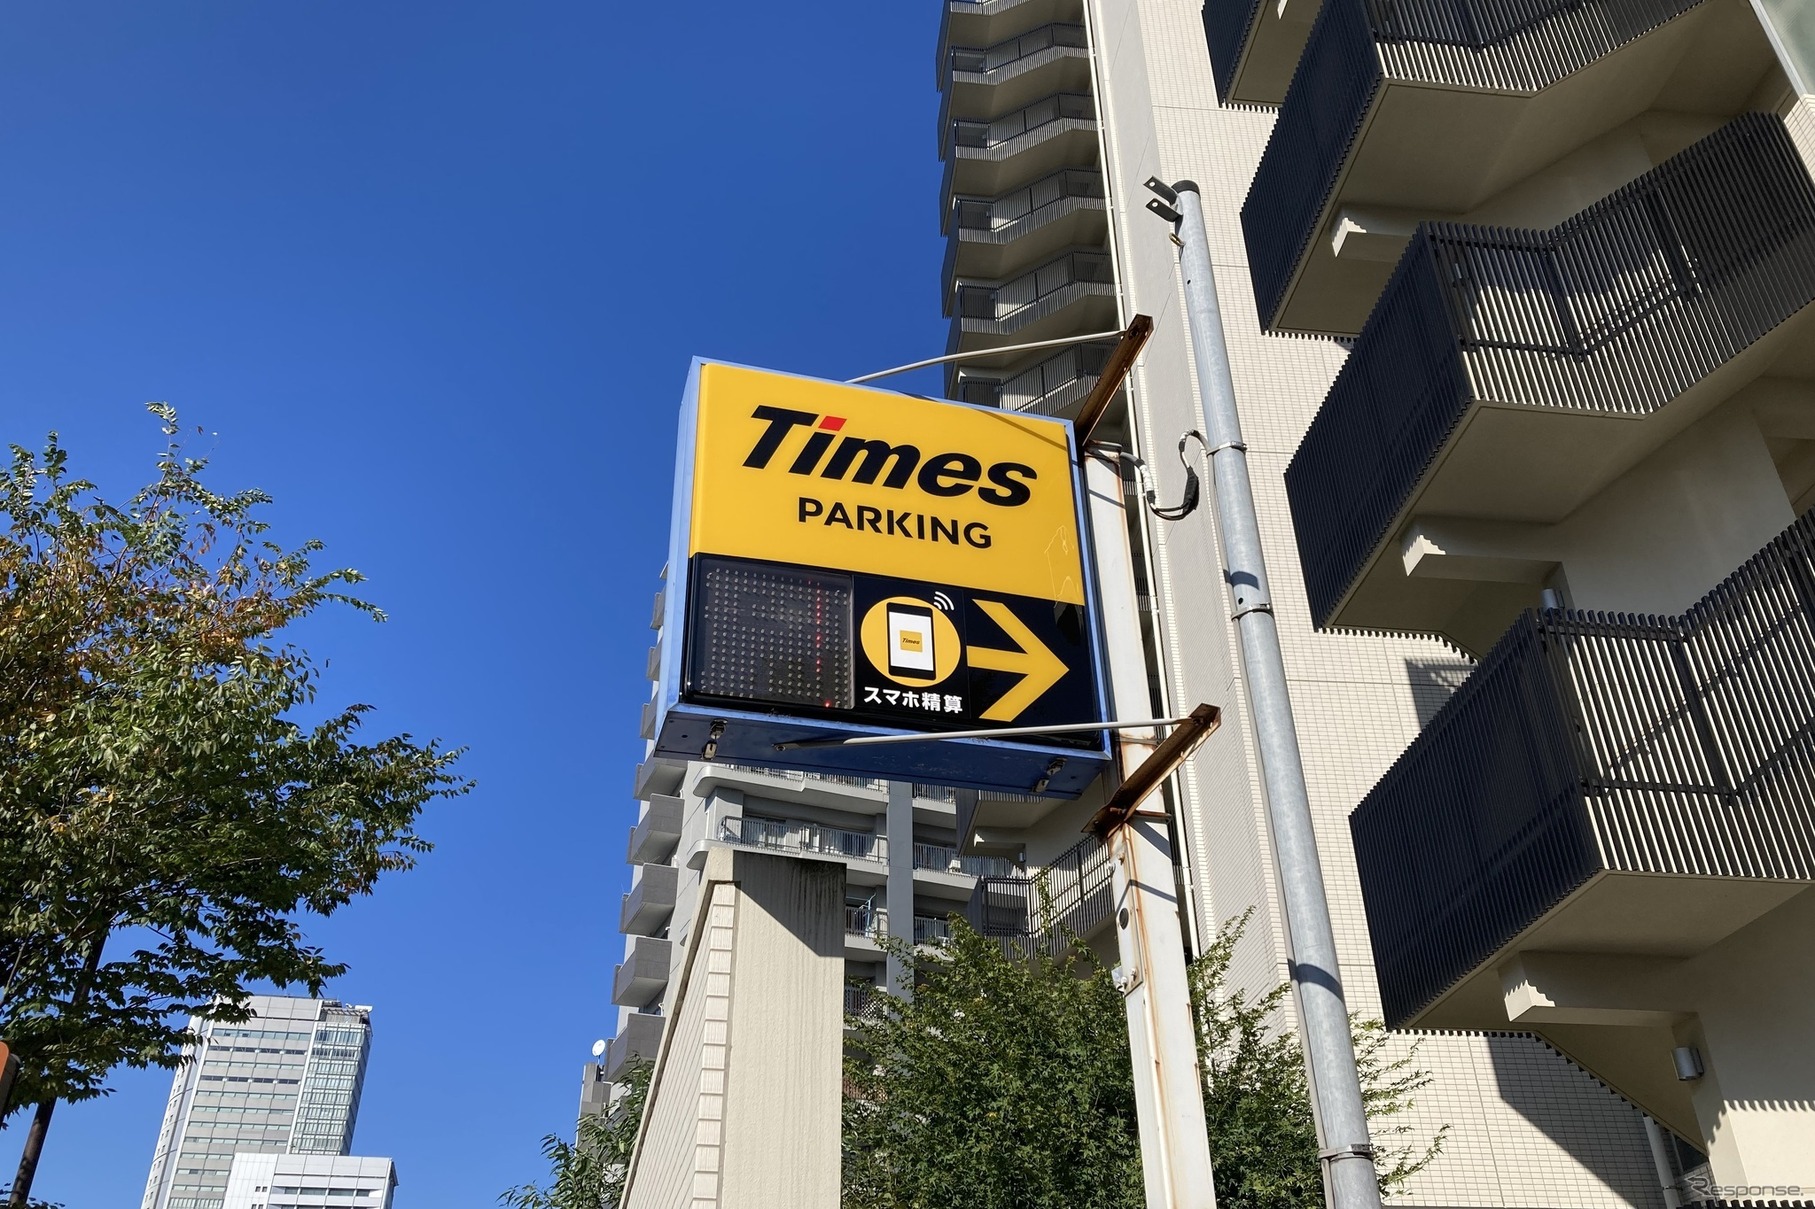 Times
PARKING
Times
スマホ精算
Response.